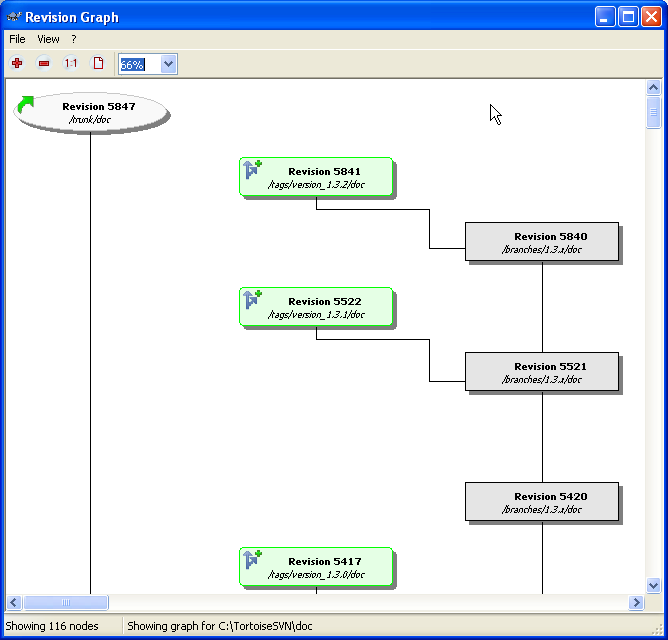 Revision Graph
File View ?
1:1 66%
Revision 5847
/trunk/doc
Revision 5841
/tags/version_1.3.2/doc
Revision 5840
/branches/1.3.x/doc
Revision 5522
/tags/version_1.3.1/doc
Revision 5521
/branches/1.3.x/doc
Revision 5420
/branches/1.3.x/doc
Revision 5417
/tags/version_1.3.0/doc
Showing 116 nodes Showing graph for C:\TortoiseSVN\doc